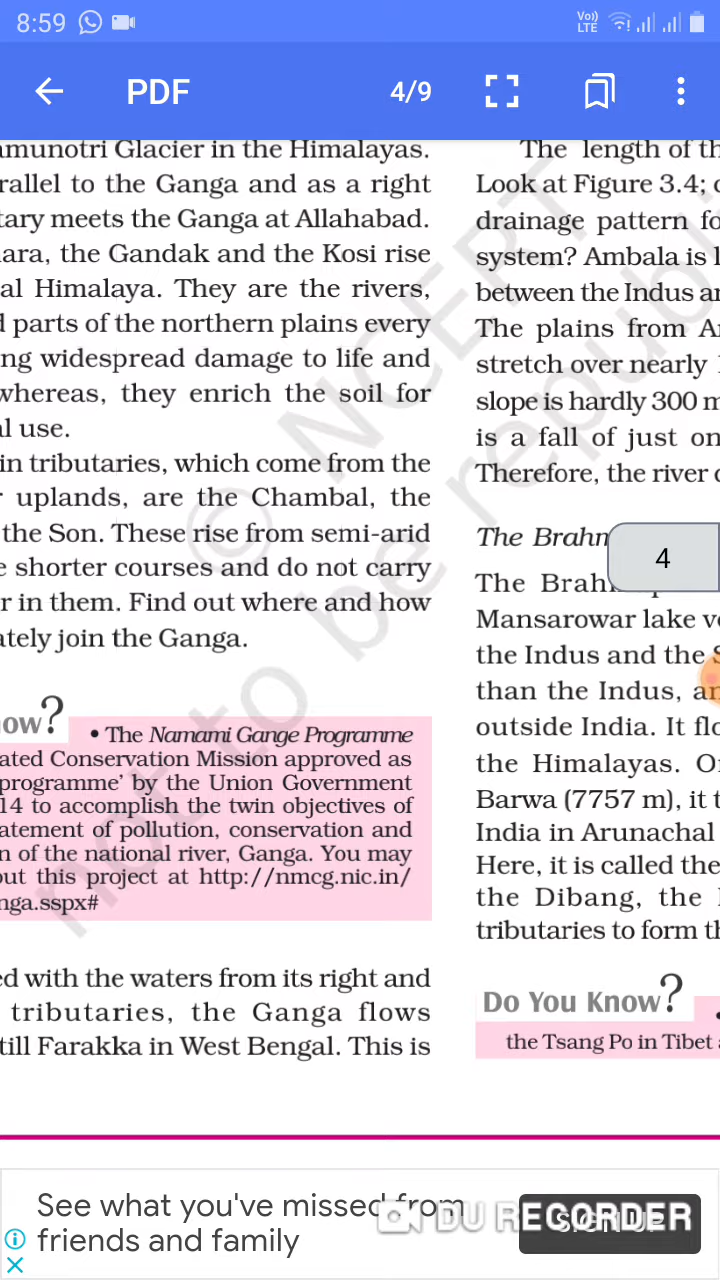 8:59
Vo))
LTE
PDF
4/9
amunotri Glacier in the Himalayas.
rallel to the Ganga and as a right
tary meets the Ganga at Allahabad.
ara, the Gandak and the Kosi rise
al Himalaya. They are the rivers,
d parts of the northern plains every
ng widespread damage to life and
whereas, they enrich the soil for
l use.
in tributaries, which come from the
r uplands, are the Chambal, the
the Son. These rise from semi-arid
e shorter courses and do not carry
r in them. Find out where and how
ately join the Ganga.
ow?
• The Namami Gange Programme
ated Conservation Mission approved as
programme’ by the Union Government
14 to accomplish the twin objectives of
atement of pollution, conservation and
n of the national river, Ganga. You may
out this project at http://nmcg.nic.in/
nga.sspx#
ed with the waters from its right and
tributaries, the Ganga flows
till Farakka in West Bengal. This is
The length of th
Look at Figure 3.4;
drainage pattern fo
system? Ambala is l
between the Indus an
The plains from A
stretch over nearly
slope is hardly 300 m
is a fall of just on
Therefore, the river
The Brahm
4
The Brah
Mansarowar lake v
the Indus and the S
than the Indus, an
outside India. It flo
the Himalayas. O
Barwa (7757 m), it t
India in Arunachal
Here, it is called the
the Dibang, the
tributaries to form th
Do You Know?
the Tsang Po in Tibet
© NCERT
not to be republi
See what you've missed from
friends and family
DU RECORDER